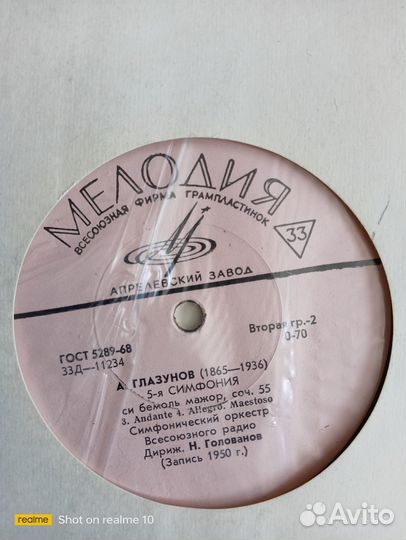 МЕЛОДИЯ
ВСЕСОЮЗНАЯ ФИРМА ГРАМПЛАСТИНОК
33
АПРЕЛЕВСКИЙ ЗАВОД
ГОСТ 5289-68
33Д—11234
Вторая гр.-2
0-70
А. ГЛАЗУНОВ (1865—1936)
5-я СИМФОНИЯ
си бемоль мажор, соч. 55
3. Andante 4. Allegro. Maestoso
Симфонический оркестр
Всесоюзного радио
Дириж. Н. Голованов
(Запись 1950 г.)
realme Shot on realme 10
Avito